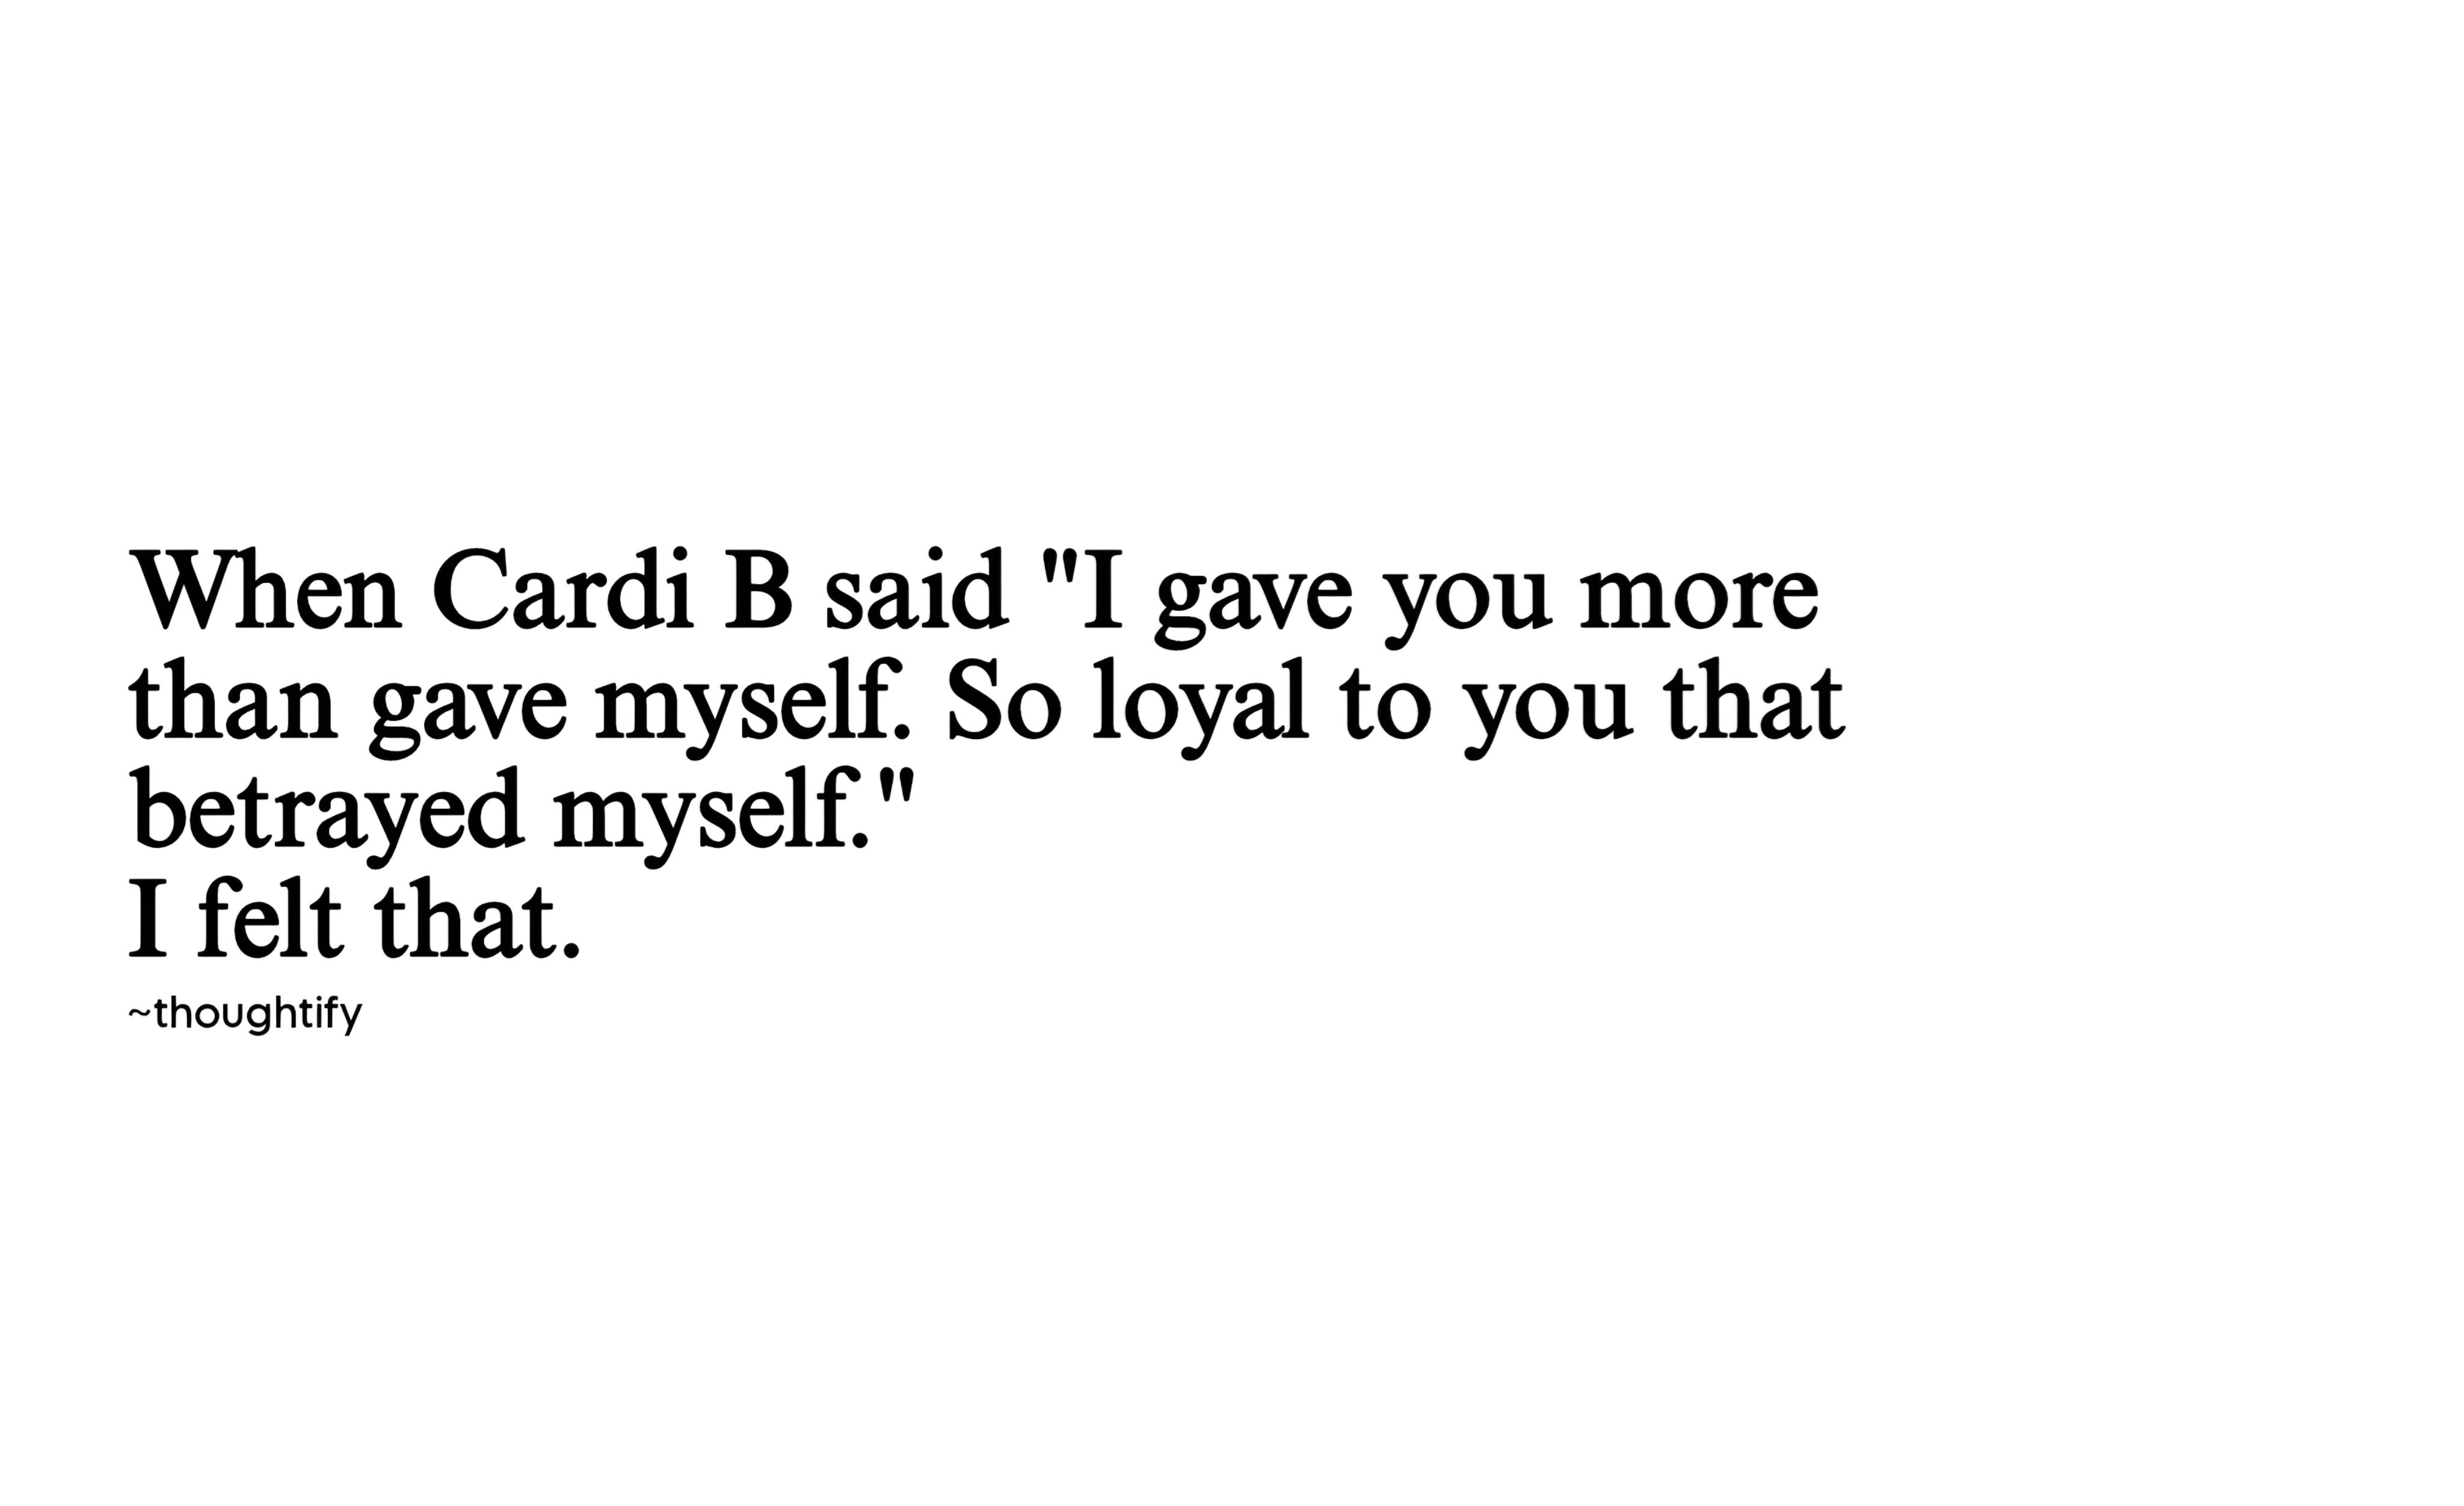 When Cardi B said "I gave you more
than gave myself. So loyal to you that
betrayed myself."
I felt that.
~thoughtify